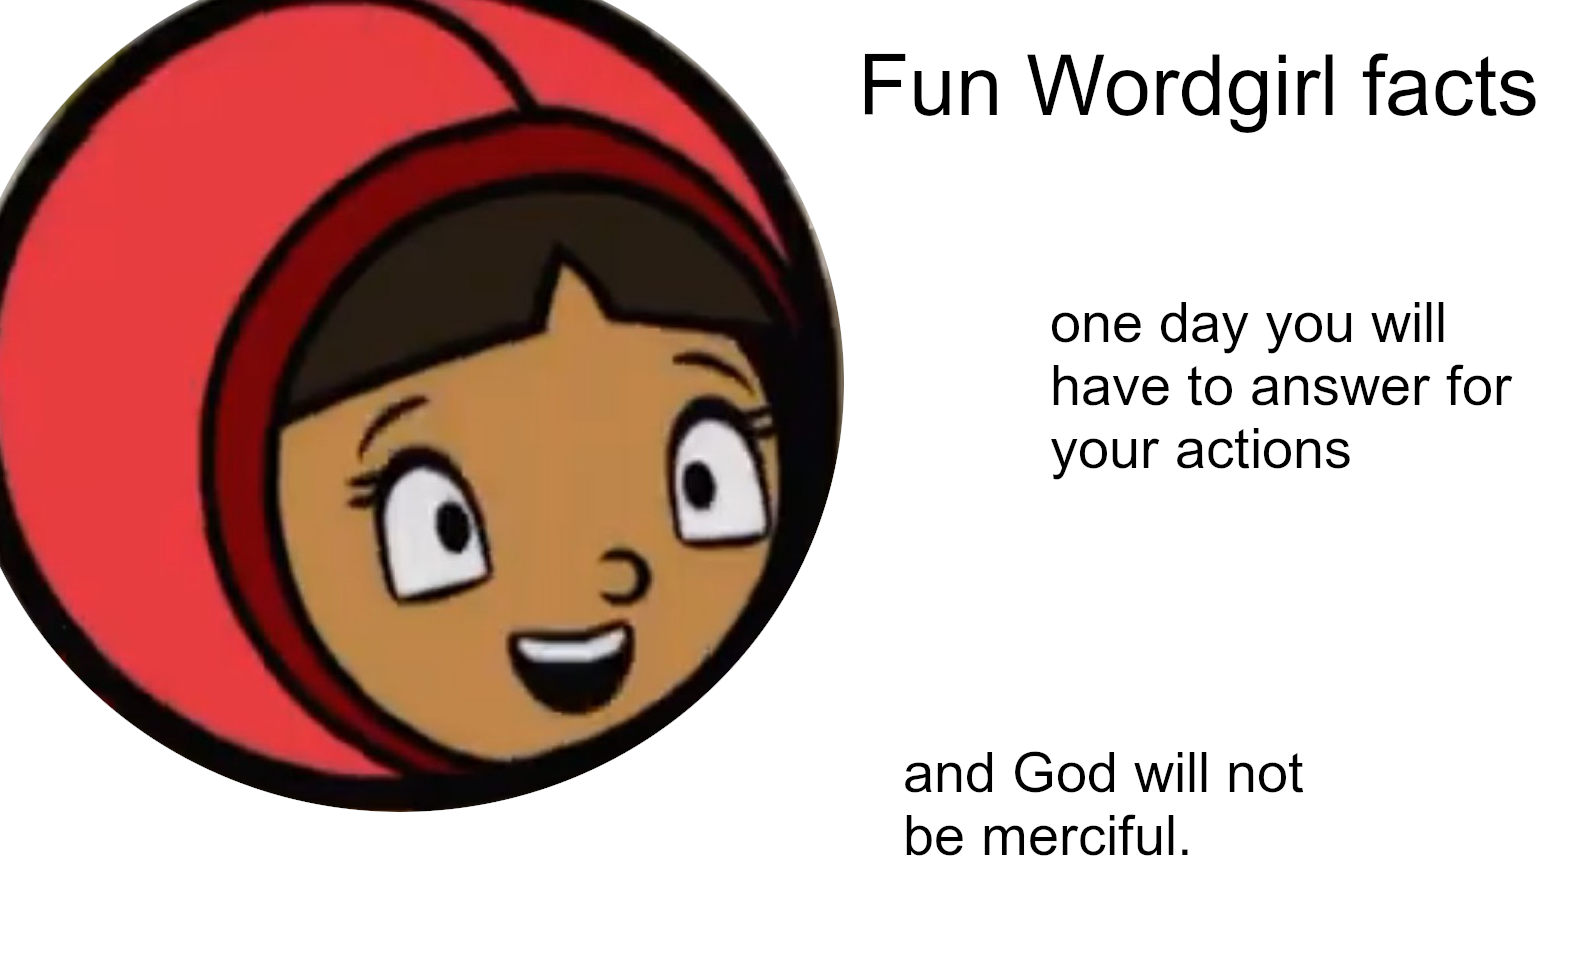 Fun Wordgirl facts
one day you will
have to answer for
your actions
and God will not
be merciful.